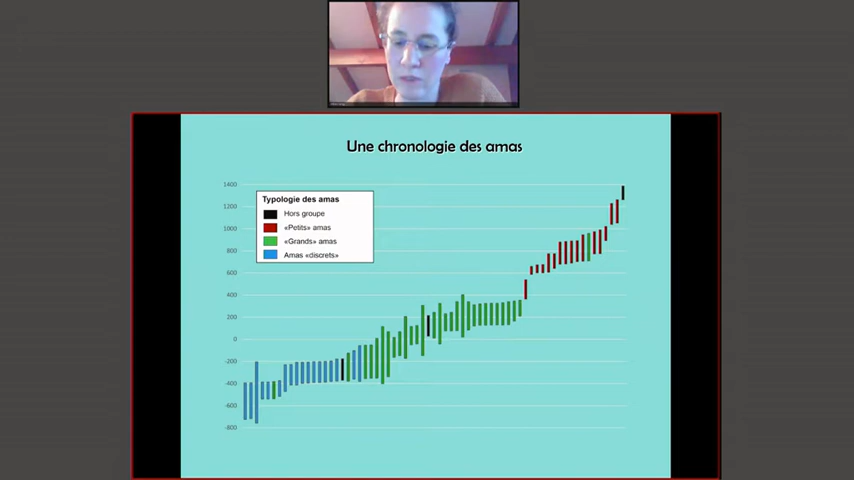 Une chronologie des amas
Typologie des amas
Hors groupe
«Petits» amas
«Grands» amas
Amas «discrets»
1400
1200
1000
800
600
400
200
0
-200
-400
-600
-800